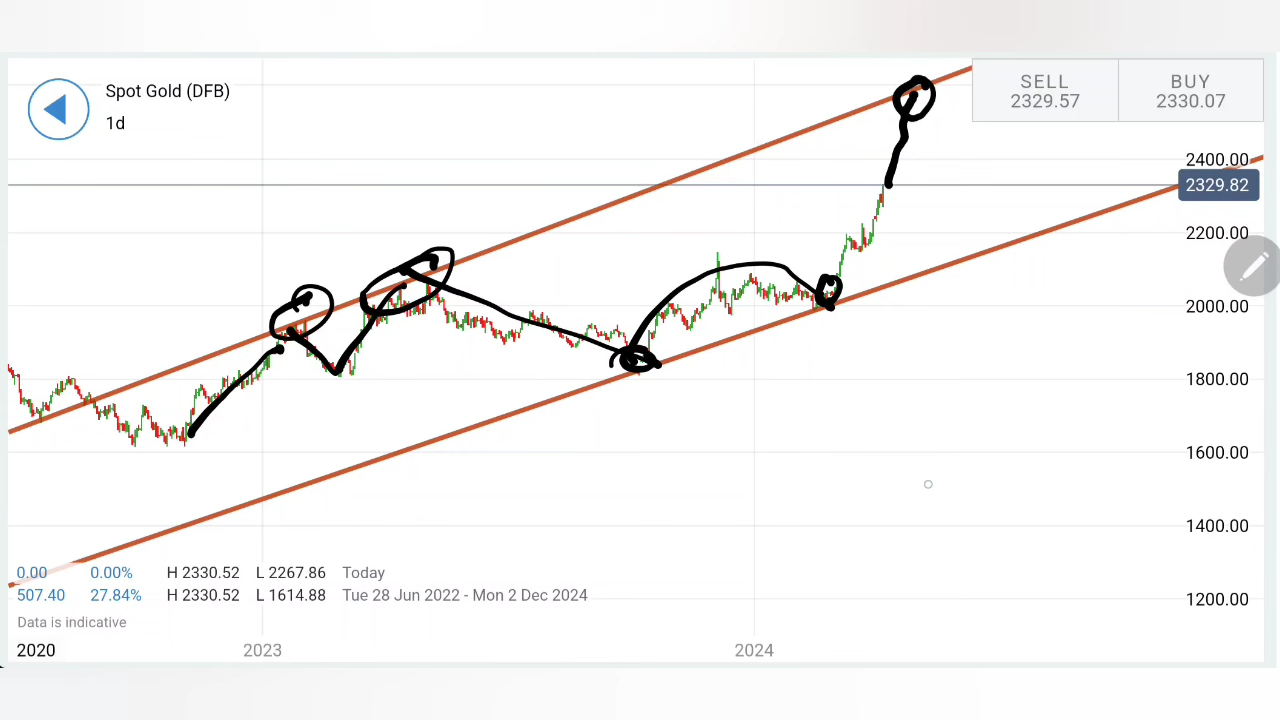 Spot Gold (DFB)
1d
SELL
2329.57
BUY
2330.07
2400.00
2329.82
2200.00
2000.00
1800.00
1600.00
1400.00
1200.00
0.00 0.00% H 2330.52 L 2267.86 Today
507.40 27.84% H 2330.52 L 1614.88 Tue 28 Jun 2022 - Mon 2 Dec 2024
Data is indicative
2020 2023 2024